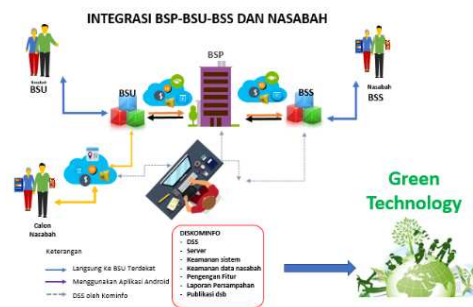 INTEGRASI BSP-BSU-BSS DAN NASABAH
BSP
BSU
BSU
BSS
Nasabah
BSS
Calon
Nasabah
Green
Technology
DISKOMINFO
- DSS
- Server
- Keamanan sistem
- Keamanan data nasabah
- Pengengan Fitur
- Laporan Persampahan
- Publikasi dsb
Keterangan
Langsung Ke BSU Terdekat
Menggunakan Aplikasi Android
DSS oleh Kominfo